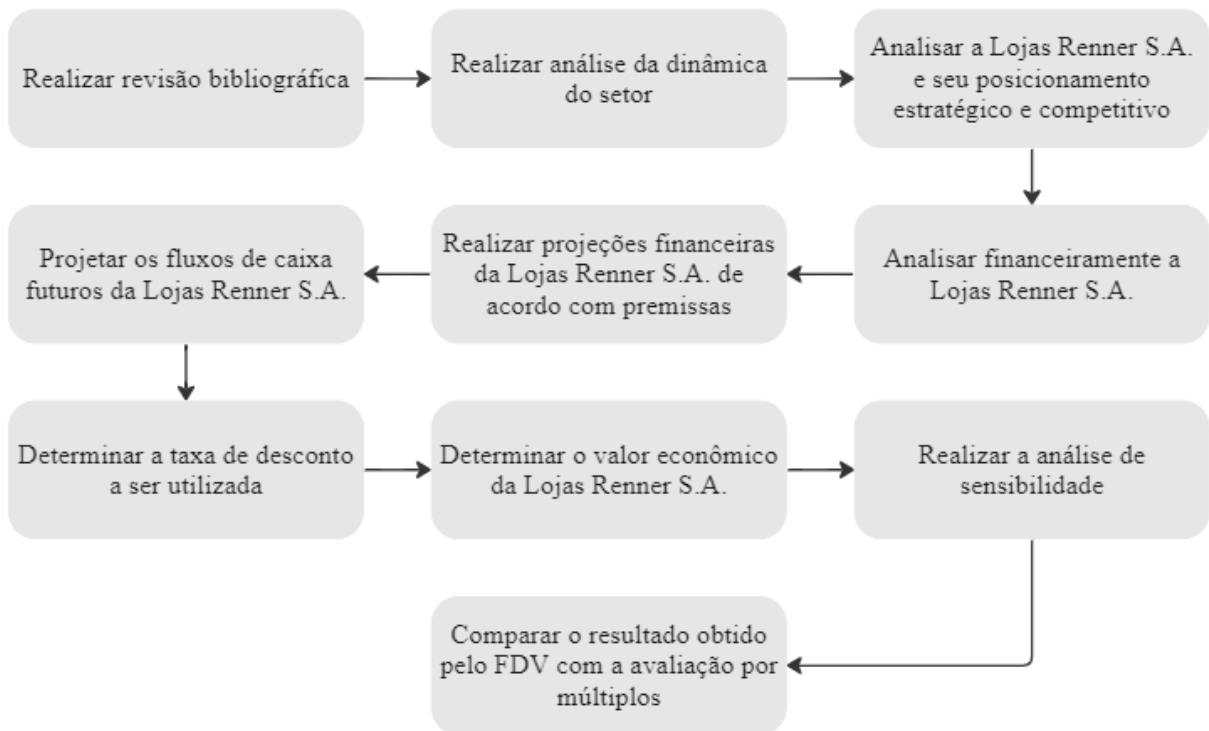 Realizar revisão bibliográfica
Realizar análise da dinâmica
do setor
Analisar a Lojas Renner S.A.
e seu posicionamento
estratégico e competitivo
Analisar financeiramente a
Lojas Renner S.A.
Realizar projeções financeiras
da Lojas Renner S.A. de
acordo com premissas
Projetar os fluxos de caixa
futuros da Lojas Renner S.A.
Determinar a taxa de desconto
a ser utilizada
Determinar o valor econômico
da Lojas Renner S.A.
Realizar a análise de
sensibilidade
Comparar o resultado obtido
pelo FDV com a avaliação por
múltiplos